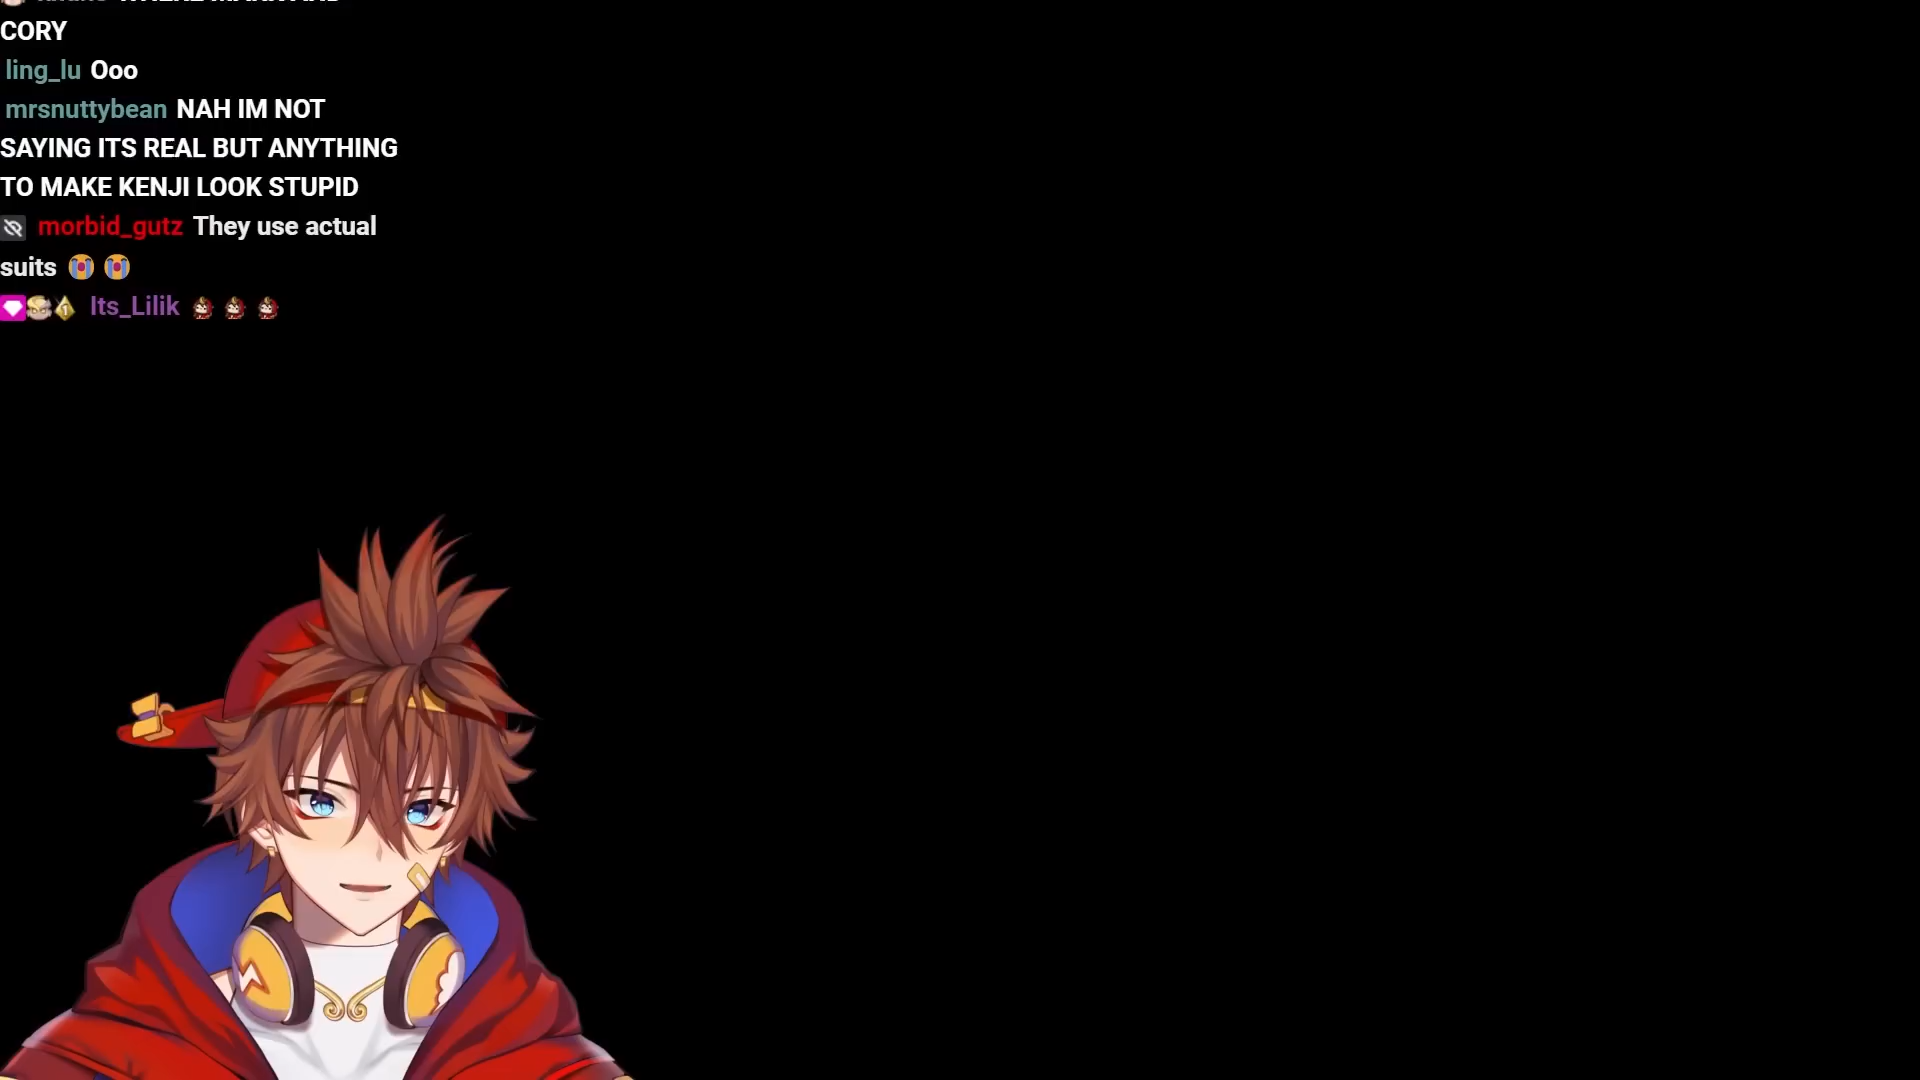 CORY
ling_lu Ooo
mrsnuttybean NAH IM NOT
SAYING ITS REAL BUT ANYTHING
TO MAKE KENJI LOOK STUPID
morbid_gutz They use actual
suits
Its_Lilik